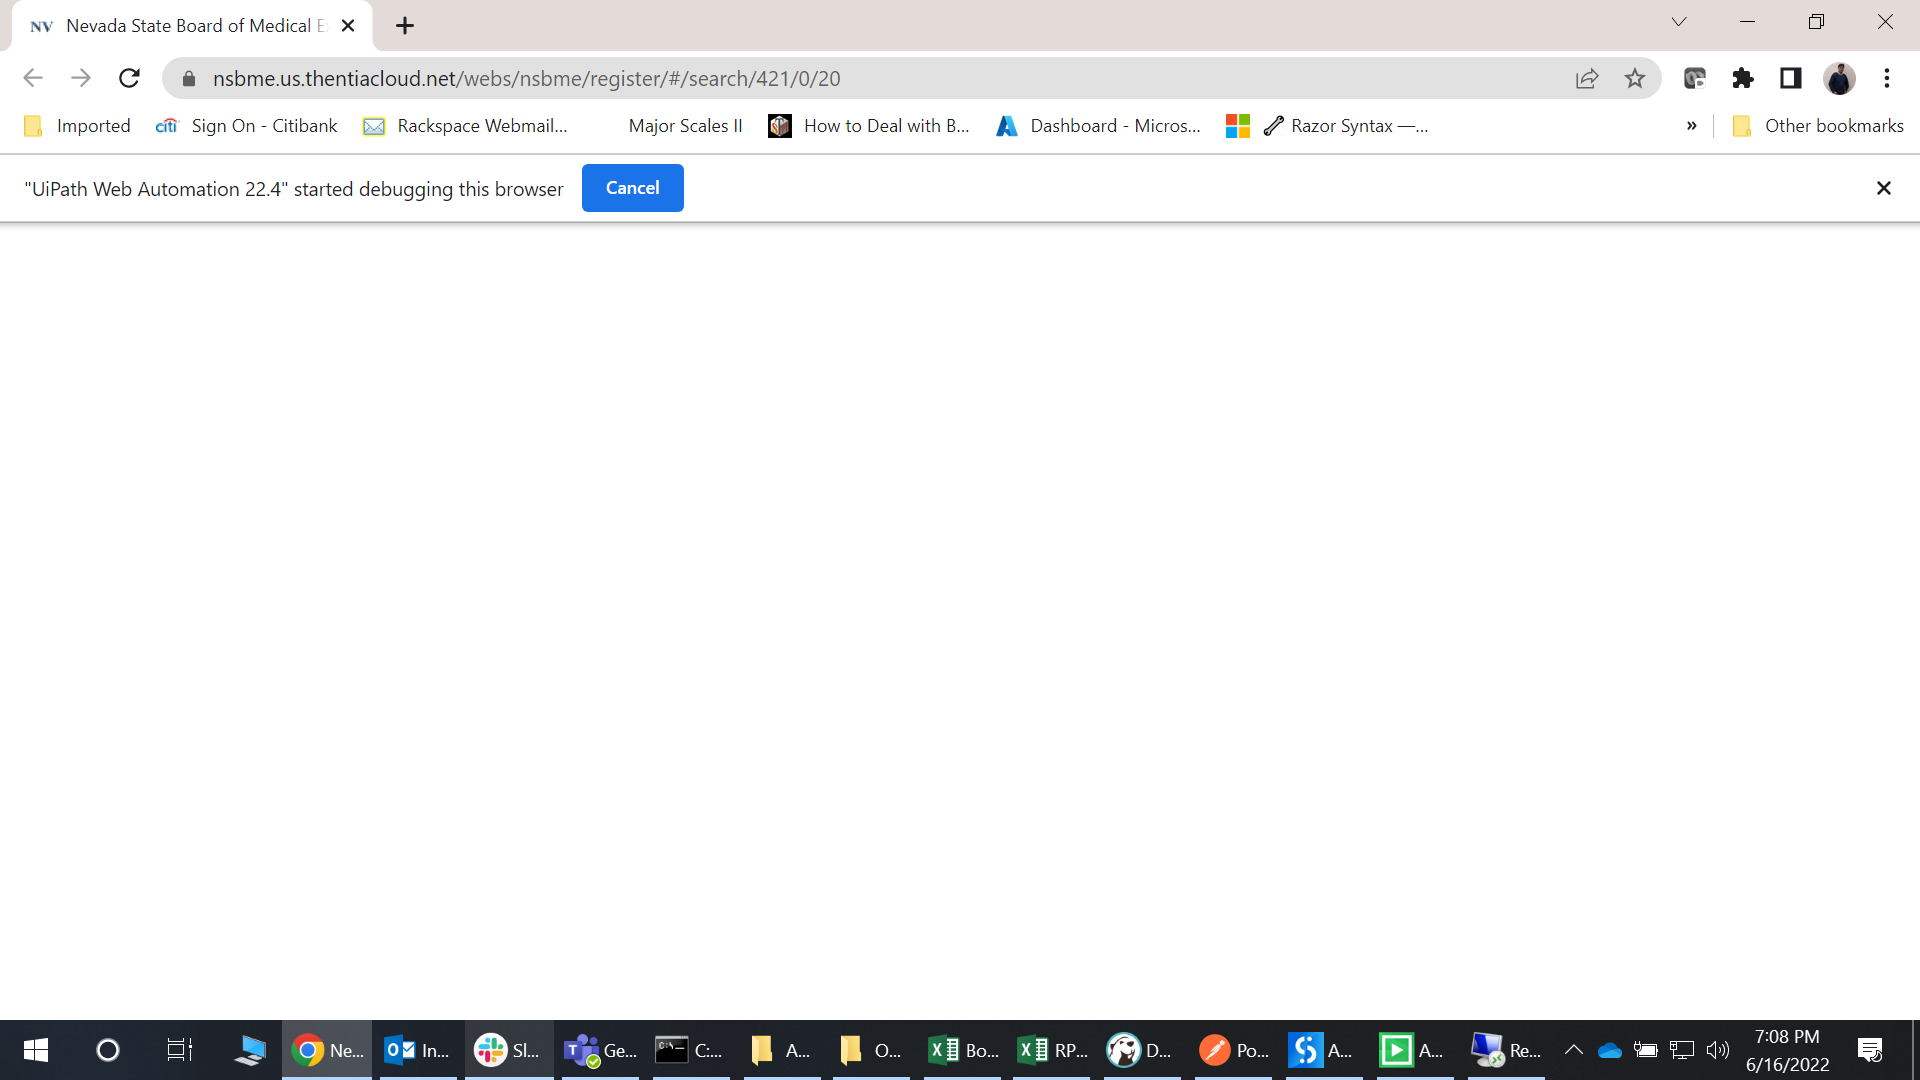 NV Nevada State Board of Medical E
nsbme.us.thentiacloud.net/webs/nsbme/register/#/search/421/0/20
Imported citi Sign On - Citibank Rackspace Webmail... Major Scales II How to Deal with B... Dashboard - Micros... Razor Syntax —... » Other bookmarks
"UiPath Web Automation 22.4" started debugging this browser Cancel
Ne... In... Sl... Ge... C:... A... O... Bo... RP... D... Po... A... A... Re... 7:08 PM
6/16/2022